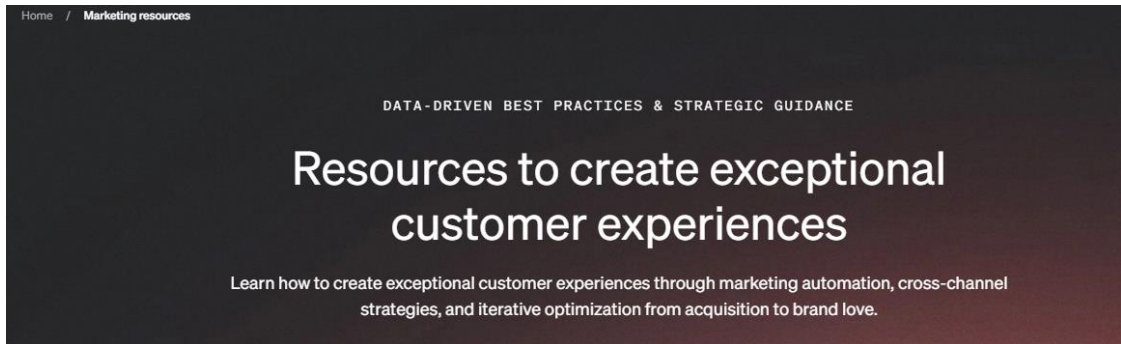 Home / Marketing resources
DATA-DRIVEN BEST PRACTICES & STRATEGIC GUIDANCE
Resources to create exceptional
customer experiences
Learn how to create exceptional customer experiences through marketing automation, cross-channel
strategies, and iterative optimization from acquisition to brand love.